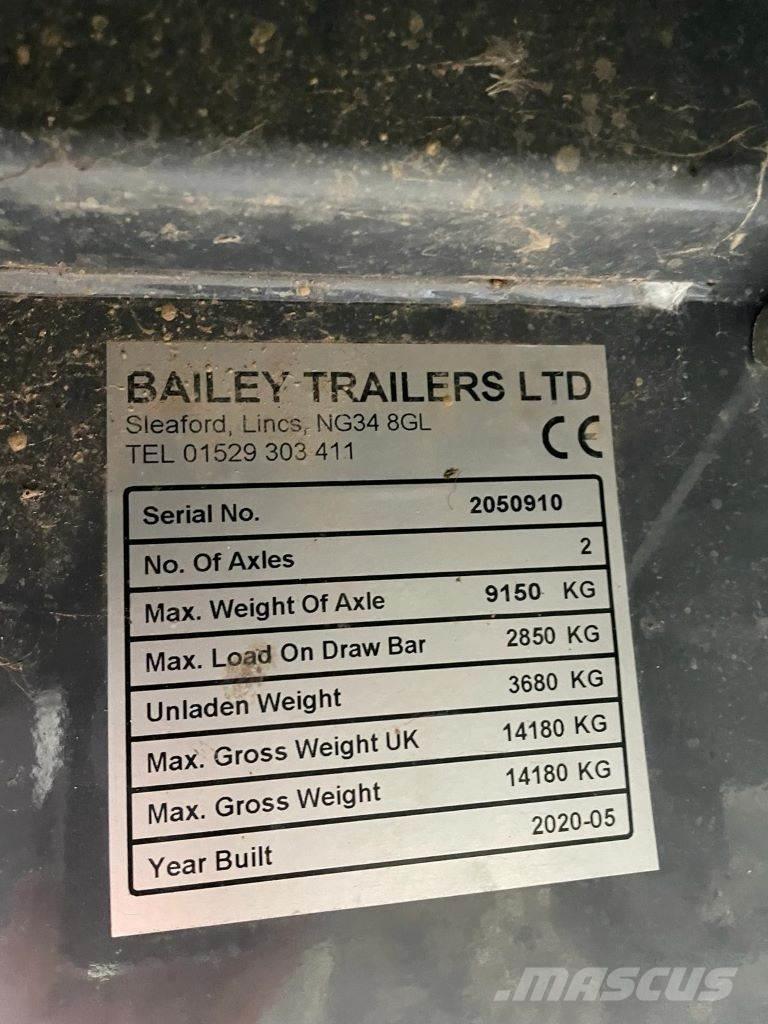 BAILEY TRAILERS LTD
Sleaford, Lincs, NG34 8GL
TEL 01529 303 411
CE
Serial No. 2050910
No. Of Axles 2
Max. Weight Of Axle 9150 KG
Max. Load On Draw Bar 2850 KG
Unladen Weight 3680 KG
Max. Gross Weight UK 14180 KG
Max. Gross Weight 14180 KG
Year Built 2020-05
MASCUS